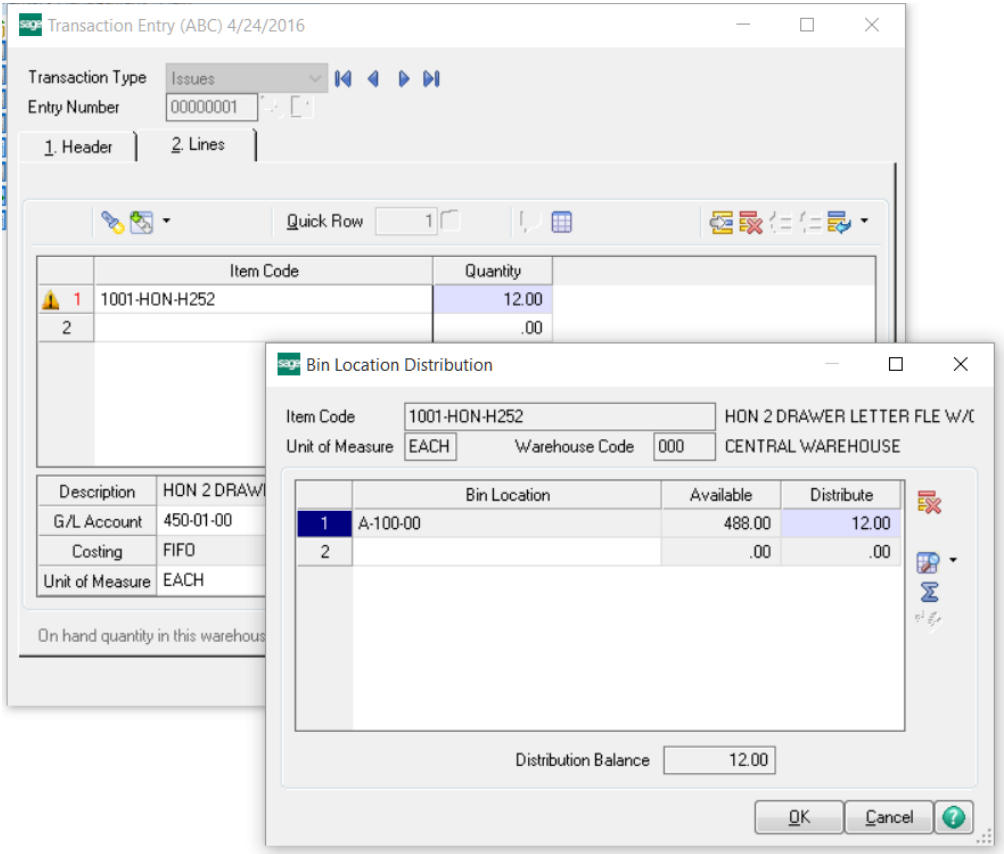 sage Transaction Entry (ABC) 4/24/2016
Transaction Type Issues
Entry Number 00000001
1. Header 2. Lines
Quick Row 1
Item Code Quantity
1 1001-HON-H252 12.00
2 .00
Description HON 2 DRAWI
G/L Account 450-01-00
Costing FIFO
Unit of Measure EACH
On hand quantity in this warehous
sage Bin Location Distribution
Item Code 1001-HON-H252 HON 2 DRAWER LETTER FLE W/(
Unit of Measure EACH Warehouse Code 000 CENTRAL WAREHOUSE
Bin Location Available Distribute
1 A-100-00 488.00 12.00
2 .00 .00
Distribution Balance 12.00
OK Cancel ?